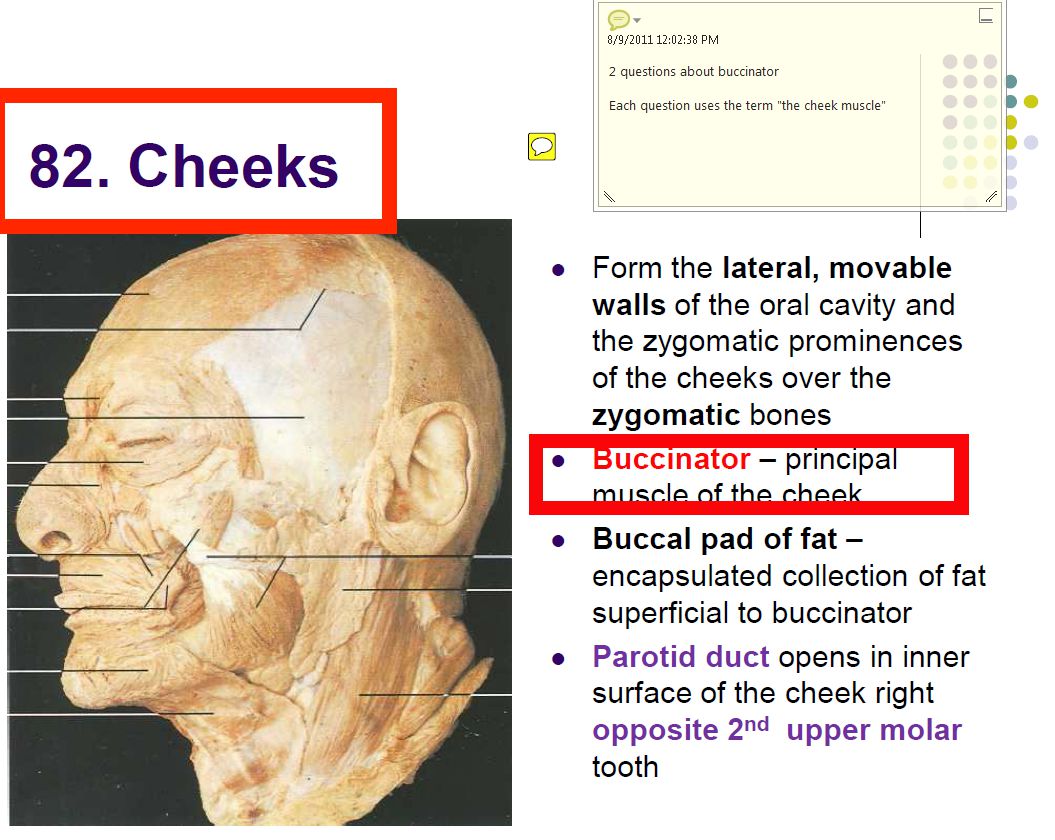 8/9/2011 12:02:38 PM
2 questions about buccinator
Each question uses the term "the cheek muscle"
82. Cheeks
● Form the lateral, movable
walls of the oral cavity and
the zygomatic prominences
of the cheeks over the
zygomatic bones
● Buccinator – principal
muscle of the cheek
● Buccal pad of fat –
encapsulated collection of fat
superficial to buccinator
● Parotid duct opens in inner
surface of the cheek right
opposite 2nd upper molar
tooth